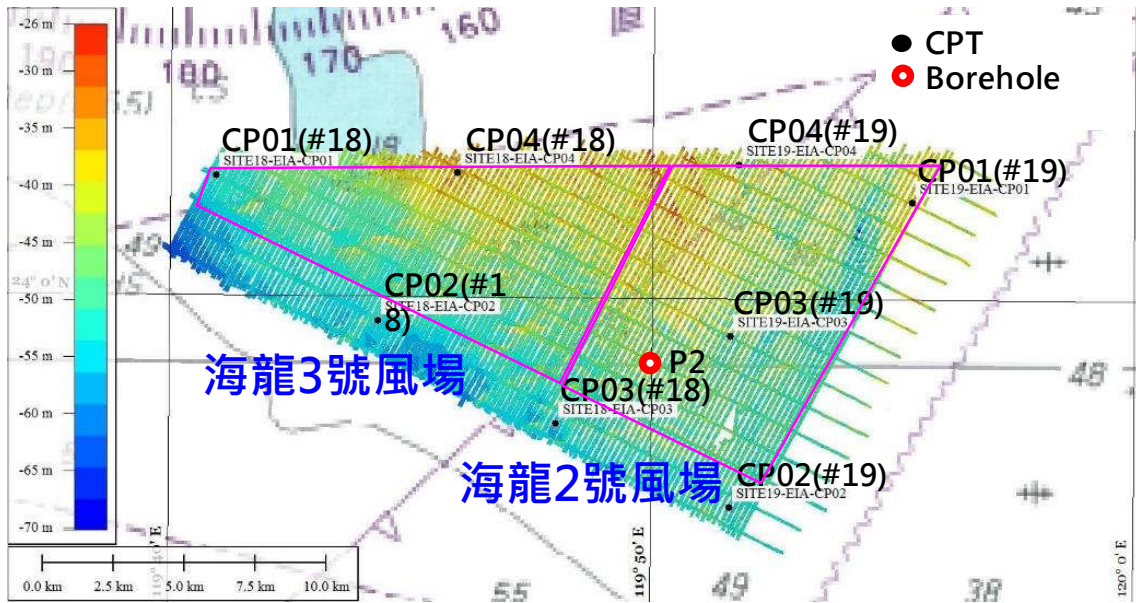 -26 m
-30 m
-35 m
-40 m
-45 m
-50 m
-55 m
-60 m
-65 m
-70 m
180
170
160
CPT
Borehole
CP01(#18)
SITE18-EIA-CP01
CP04(#18)
SITE18-EIA-CP04
CP04(#19)
SITE19-EIA-CP04
CP01(#19)
SITE19-EIA-CP01
49
24° 0' N
CP02(#1
8)
SITE18-EIA-CP02
CP03(#19)
SITE19-EIA-CP03
P2
48
海龍3號風場
CP03(#18)
SITE18-EIA-CP03
海龍2號風場
CP02(#19)
SITE19-EIA-CP02
119° 40' E
119° 50' E
120° 0' E
0.0 km
2.5 km
5.0 km
7.5 km
10.0 km
55
49
38